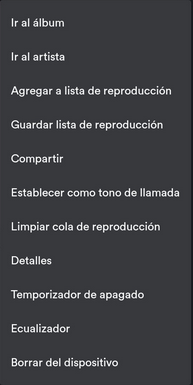 Ir al álbum
Ir al artista
Agregar a lista de reproducción
Guardar lista de reproducción
Compartir
Establecer como tono de llamada
Limpiar cola de reproducción
Detalles
Temporizador de apagado
Ecualizador
Borrar del dispositivo